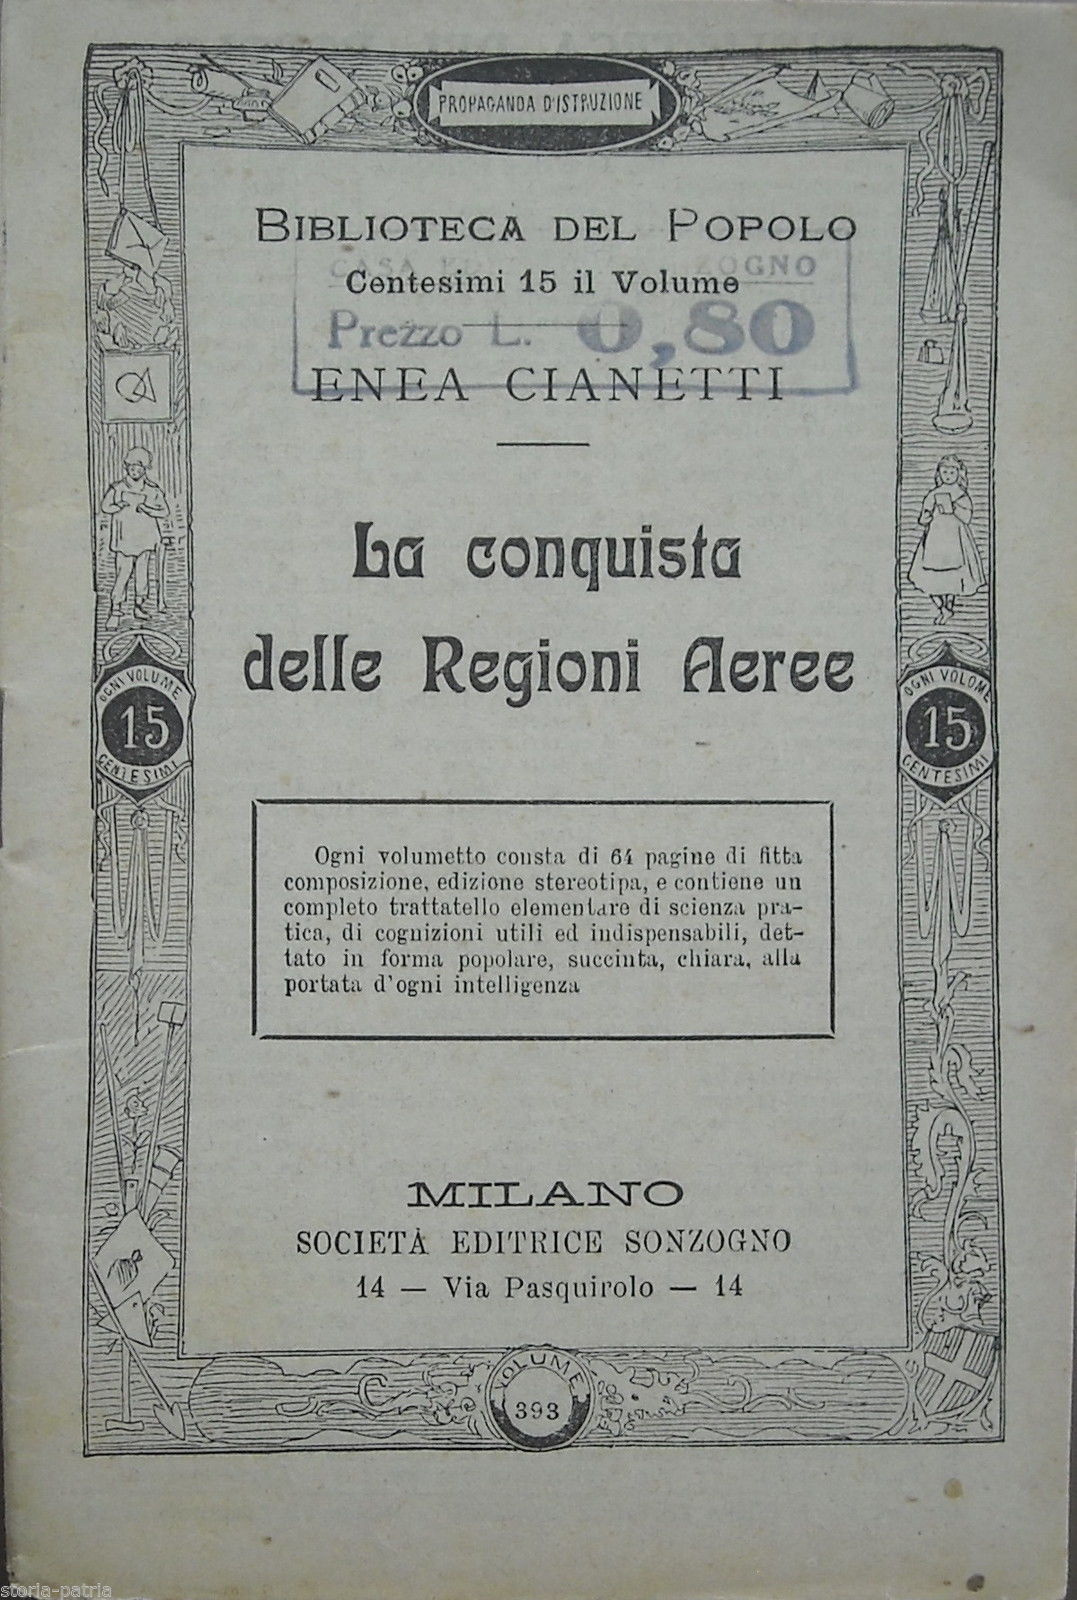 PROPAGANDA D'ISTRUZIONE
BIBLIOTECA DEL POPOLO
CASA ZOGNO
Centesimi 15 il Volume
Prezzo L. 0,80
ENEA CIANETTI
La conquista
delle Regioni Aeree
OGNI VOLUME
15
CENTESIMI
OGNI VOLUME
15
CENTESIMI
Ogni volumetto consta di 64 pagine di fitta
composizione, edizione stereotipa, e contiene un
completo trattatello elementare di scienza pra-
tica, di cognizioni utili ed indispensabili, det-
tato in forma popolare, succinta, chiara, alla
portata d'ogni intelligenza
MILANO
SOCIETÀ EDITRICE SONZOGNO
14 — Via Pasquirolo — 14
VOLUME
393
storia-patria